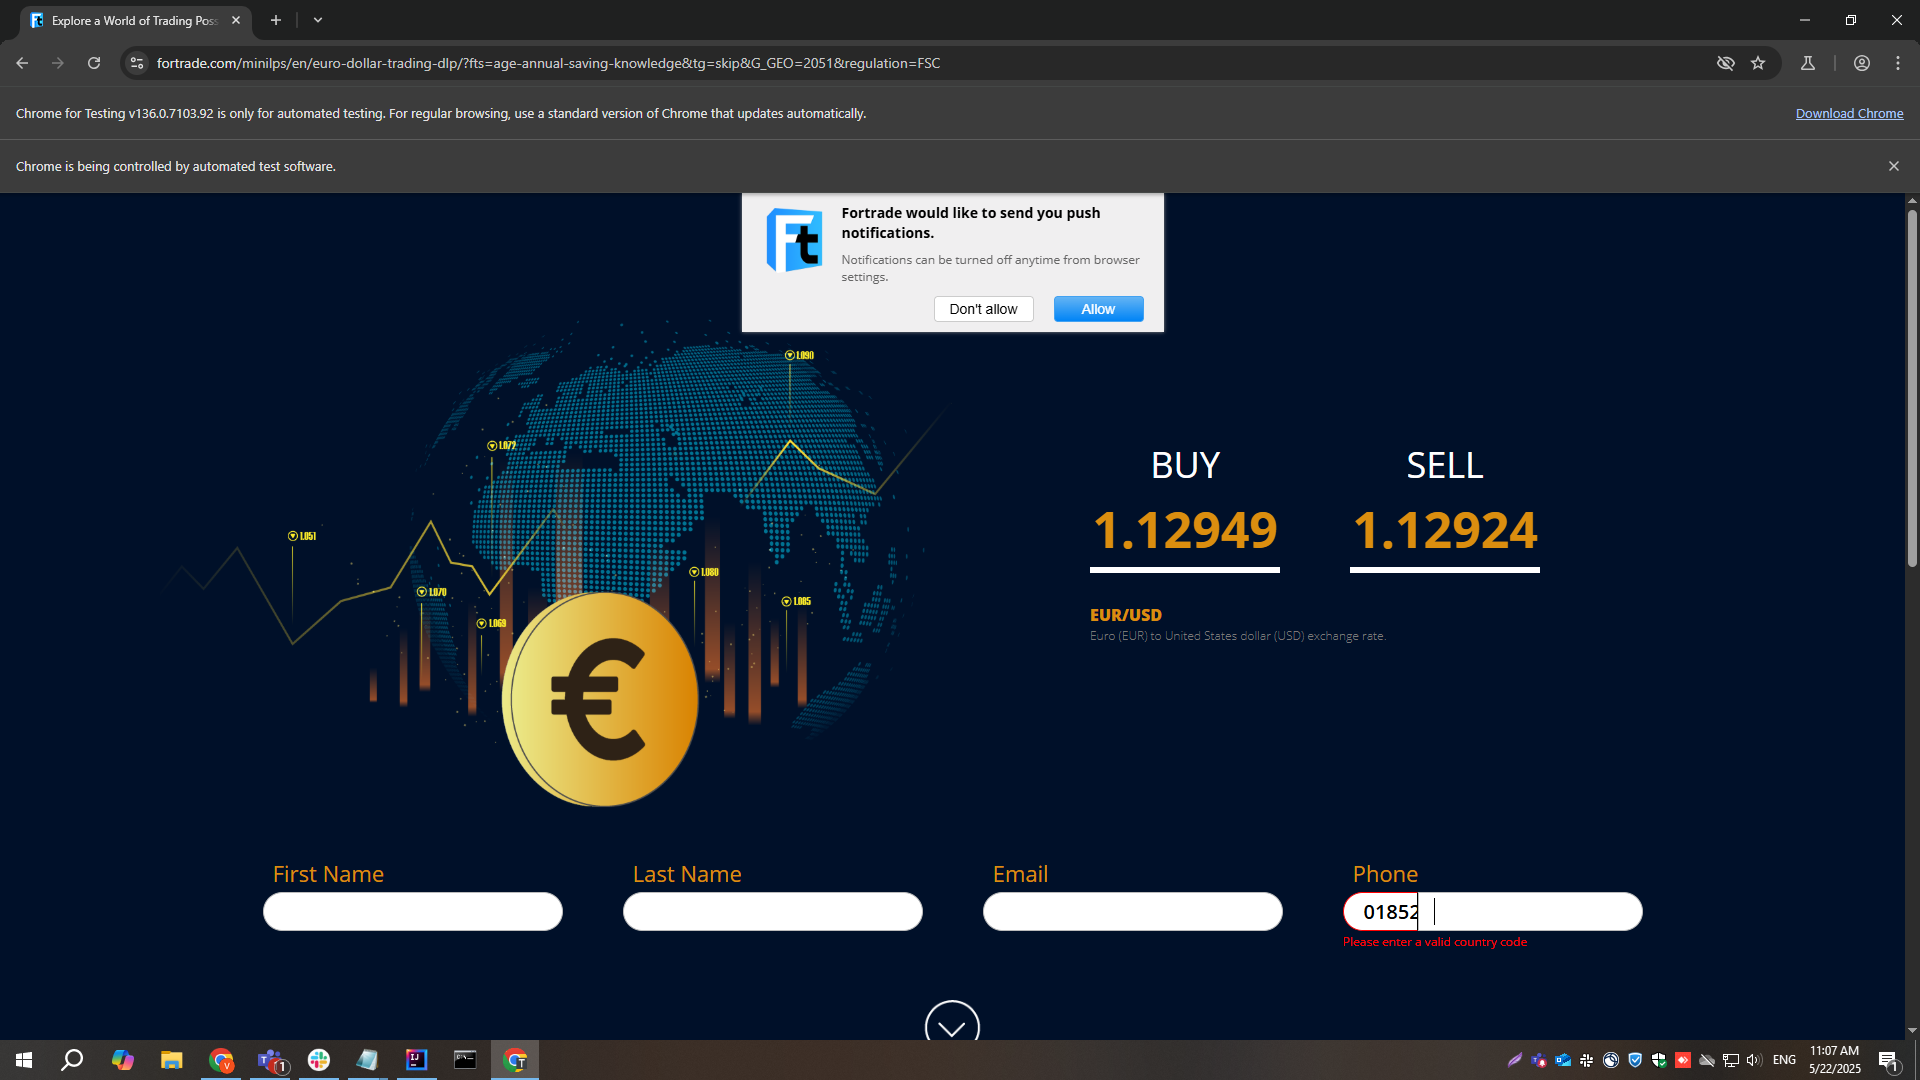 Explore a World of Trading Poss
fortrade.com/minilps/en/euro-dollar-trading-dlp/?fts=age-annual-saving-knowledge&tg=skip&G_GEO=2051&regulation=FSC
Chrome for Testing v136.0.7103.92 is only for automated testing. For regular browsing, use a standard version of Chrome that updates automatically.
Download Chrome
Chrome is being controlled by automated test software.
Ft
Fortrade would like to send you push
notifications.
Notifications can be turned off anytime from browser
settings.
Don't allow
Allow
1.090
1.072
1.051
1.070
1.069
1.080
1.085
€
BUY
SELL
1.12949
1.12924
EUR/USD
Euro (EUR) to United States dollar (USD) exchange rate.
First Name
Last Name
Email
Phone
01852
Please enter a valid country code
ENG
11:07 AM
5/22/2025
1
1